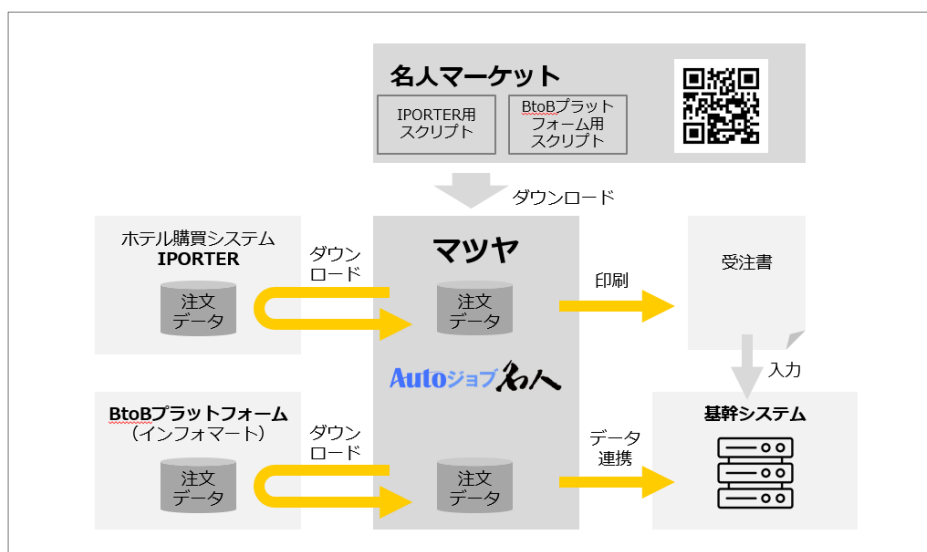 名人マーケット
IPORTER用
スクリプト
BtoBプラット
フォーム用
スクリプト
ダウンロード
ホテル購買システム
IPORTER
注文
データ
ダウン
ロード
マツヤ
注文
データ
印刷
受注書
入力
Autoジョブ名人
BtoBプラットフォーム
（インフォマート）
注文
データ
ダウン
ロード
注文
データ
データ
連携
基幹システム